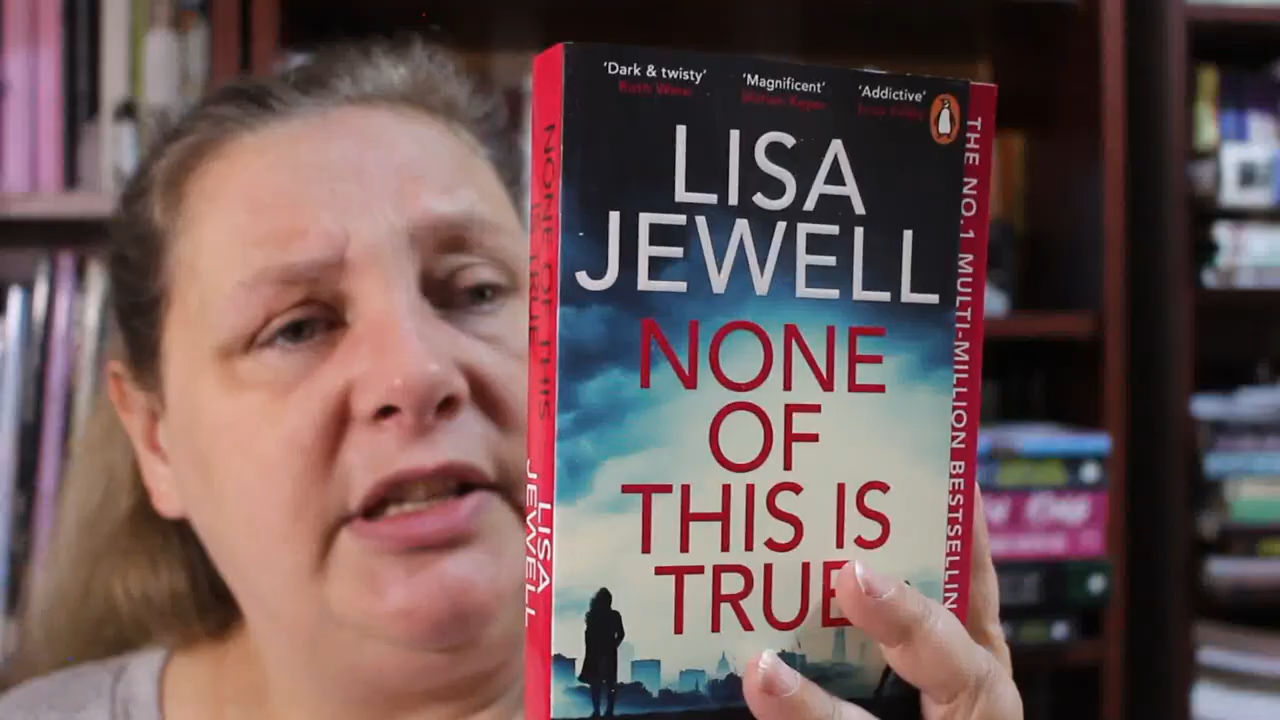 'Dark & twisty'
'Magnificent'
'Addictive'
LISA
JEWELL
NONE
OF
THIS IS
TRUE
THE NO.1 MULTI-MILLION BESTSELLIN
NONE OF THIS
IS TRUE
LISA
JEWELL